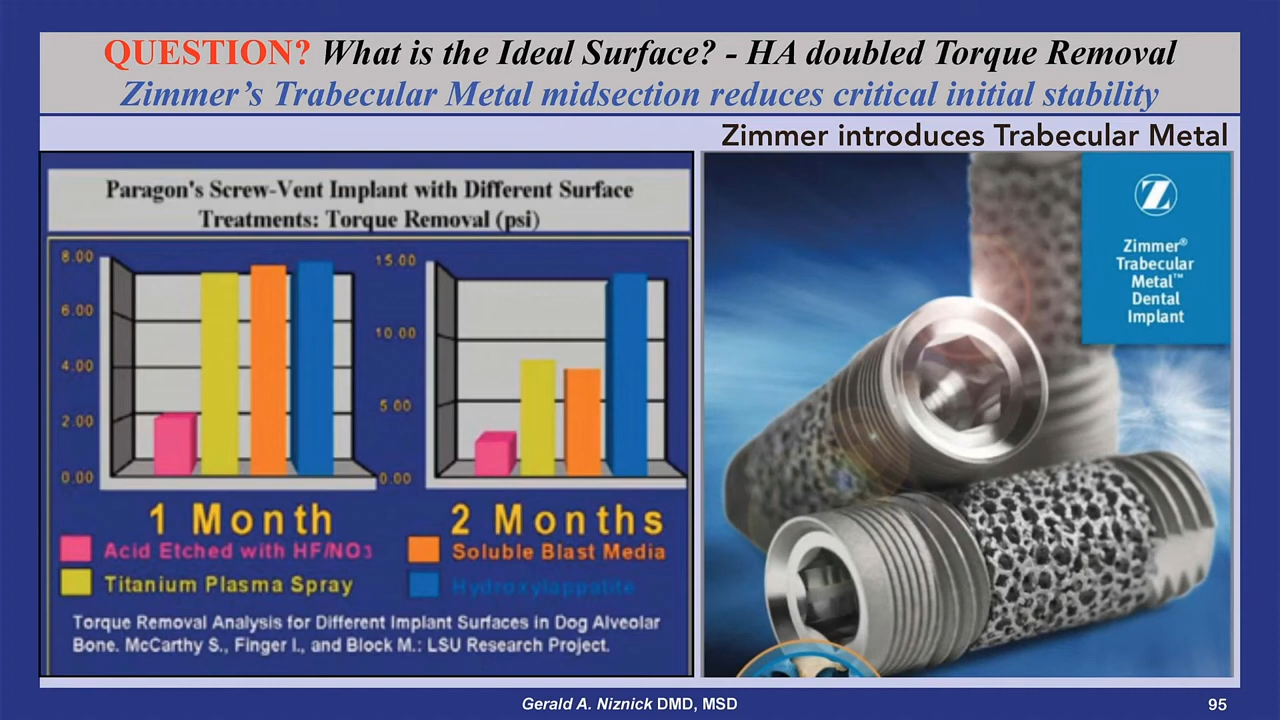 QUESTION? What is the Ideal Surface? - HA doubled Torque Removal
Zimmer’s Trabecular Metal midsection reduces critical initial stability
Zimmer introduces Trabecular Metal
Paragon's Screw-Vent Implant with Different Surface
Treatments: Torque Removal (psi)
8.00
6.00
4.00
2.00
0.00
15.00
10.00
5 00
0.00
1 Month
2 Months
Acid Etched with HF/NO3
Soluble Blast Media
Titanium Plasma Spray
Hydroxylappatite
Torque Removal Analysis for Different Implant Surfaces in Dog Alveolar
Bone. McCarthy S., Finger I., and Block M.: LSU Research Project.
Z
Zimmer®
Trabecular
Metal™
Dental
Implant
Gerald A. Niznick DMD, MSD
95